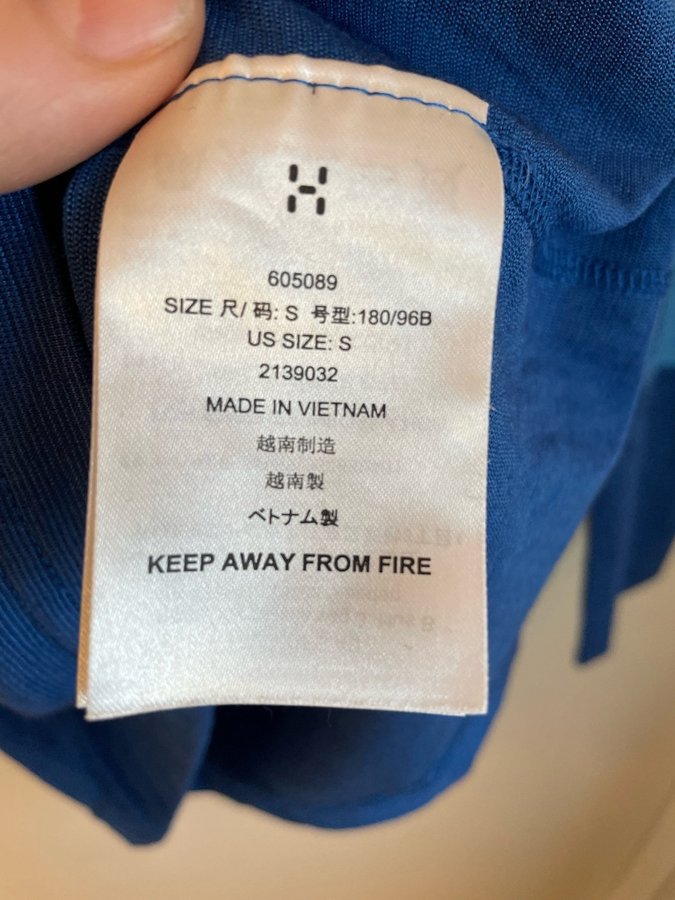 605089
SIZE 尺/ 码: S 号型:180/96B
US SIZE: S
2139032
MADE IN VIETNAM
越南制造
越南製
ベトナム製
KEEP AWAY FROM FIRE